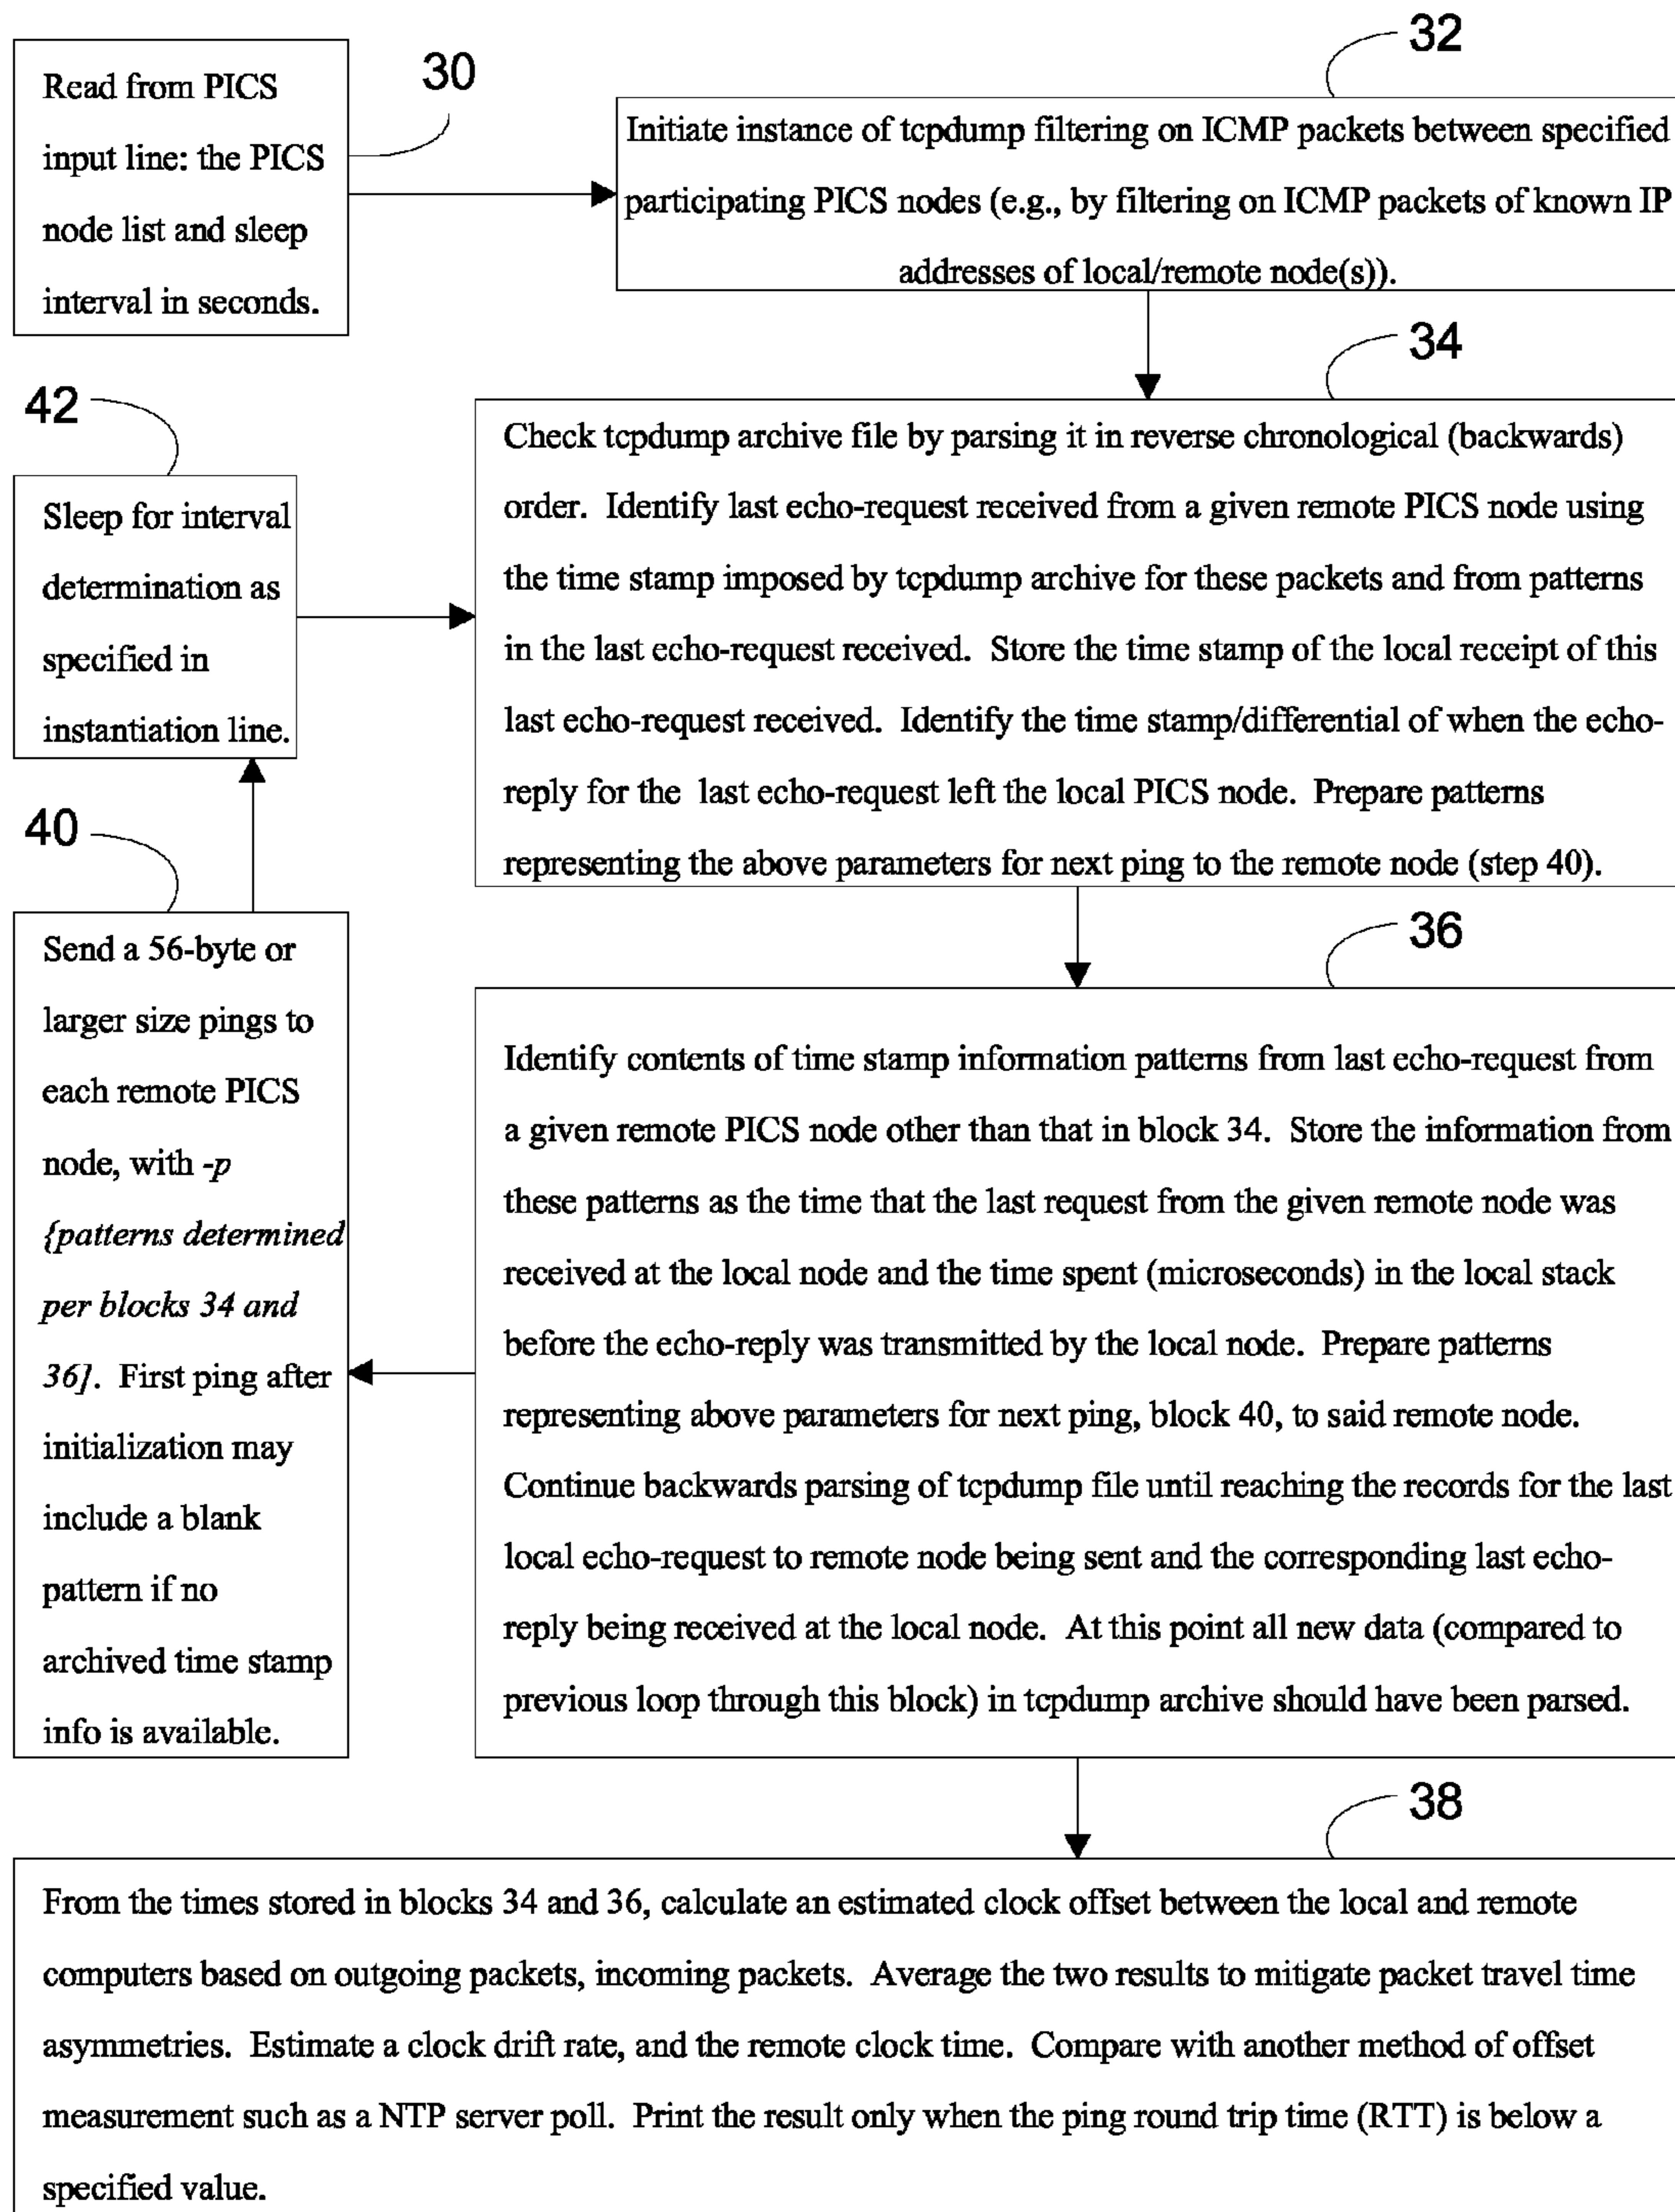 30
Read from PICS
input line: the PICS
node list and sleep
interval in seconds.
32
Initiate instance of tcpdump filtering on ICMP packets between specified
participating PICS nodes (e.g., by filtering on ICMP packets of known IP
addresses of local/remote node(s)).
34
Check tcpdump archive file by parsing it in reverse chronological (backwards)
order. Identify last echo-request received from a given remote PICS node using
the time stamp imposed by tcpdump archive for these packets and from patterns
in the last echo-request received. Store the time stamp of the local receipt of this
last echo-request received. Identify the time stamp/differential of when the echo-
reply for the last echo-request left the local PICS node. Prepare patterns
representing the above parameters for next ping to the remote node (step 40).
42
Sleep for interval
determination as
specified in
instantiation line.
36
Identify contents of time stamp information patterns from last echo-request from
a given remote PICS node other than that in block 34. Store the information from
these patterns as the time that the last request from the given remote node was
received at the local node and the time spent (microseconds) in the local stack
before the echo-reply was transmitted by the local node. Prepare patterns
representing above parameters for next ping, block 40, to said remote node.
Continue backwards parsing of tcpdump file until reaching the records for the last
local echo-request to remote node being sent and the corresponding last echo-
reply being received at the local node. At this point all new data (compared to
previous loop through this block) in tcpdump archive should have been parsed.
40
Send a 56-byte or
larger size pings to
each remote PICS
node, with -p
{patterns determined
per blocks 34 and
36]. First ping after
initialization may
include a blank
pattern if no
archived time stamp
info is available.
38
From the times stored in blocks 34 and 36, calculate an estimated clock offset between the local and remote
computers based on outgoing packets, incoming packets. Average the two results to mitigate packet travel time
asymmetries. Estimate a clock drift rate, and the remote clock time. Compare with another method of offset
measurement such as a NTP server poll. Print the result only when the ping round trip time (RTT) is below a
specified value.